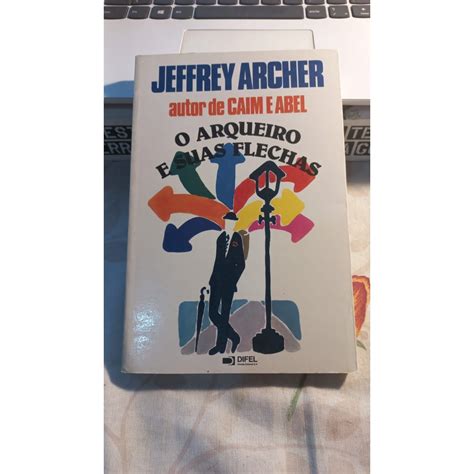 JEFFREY ARCHER
autor de CAIM E ABEL
O ARQUEIRO
E SUAS FLECHAS
DIFEL